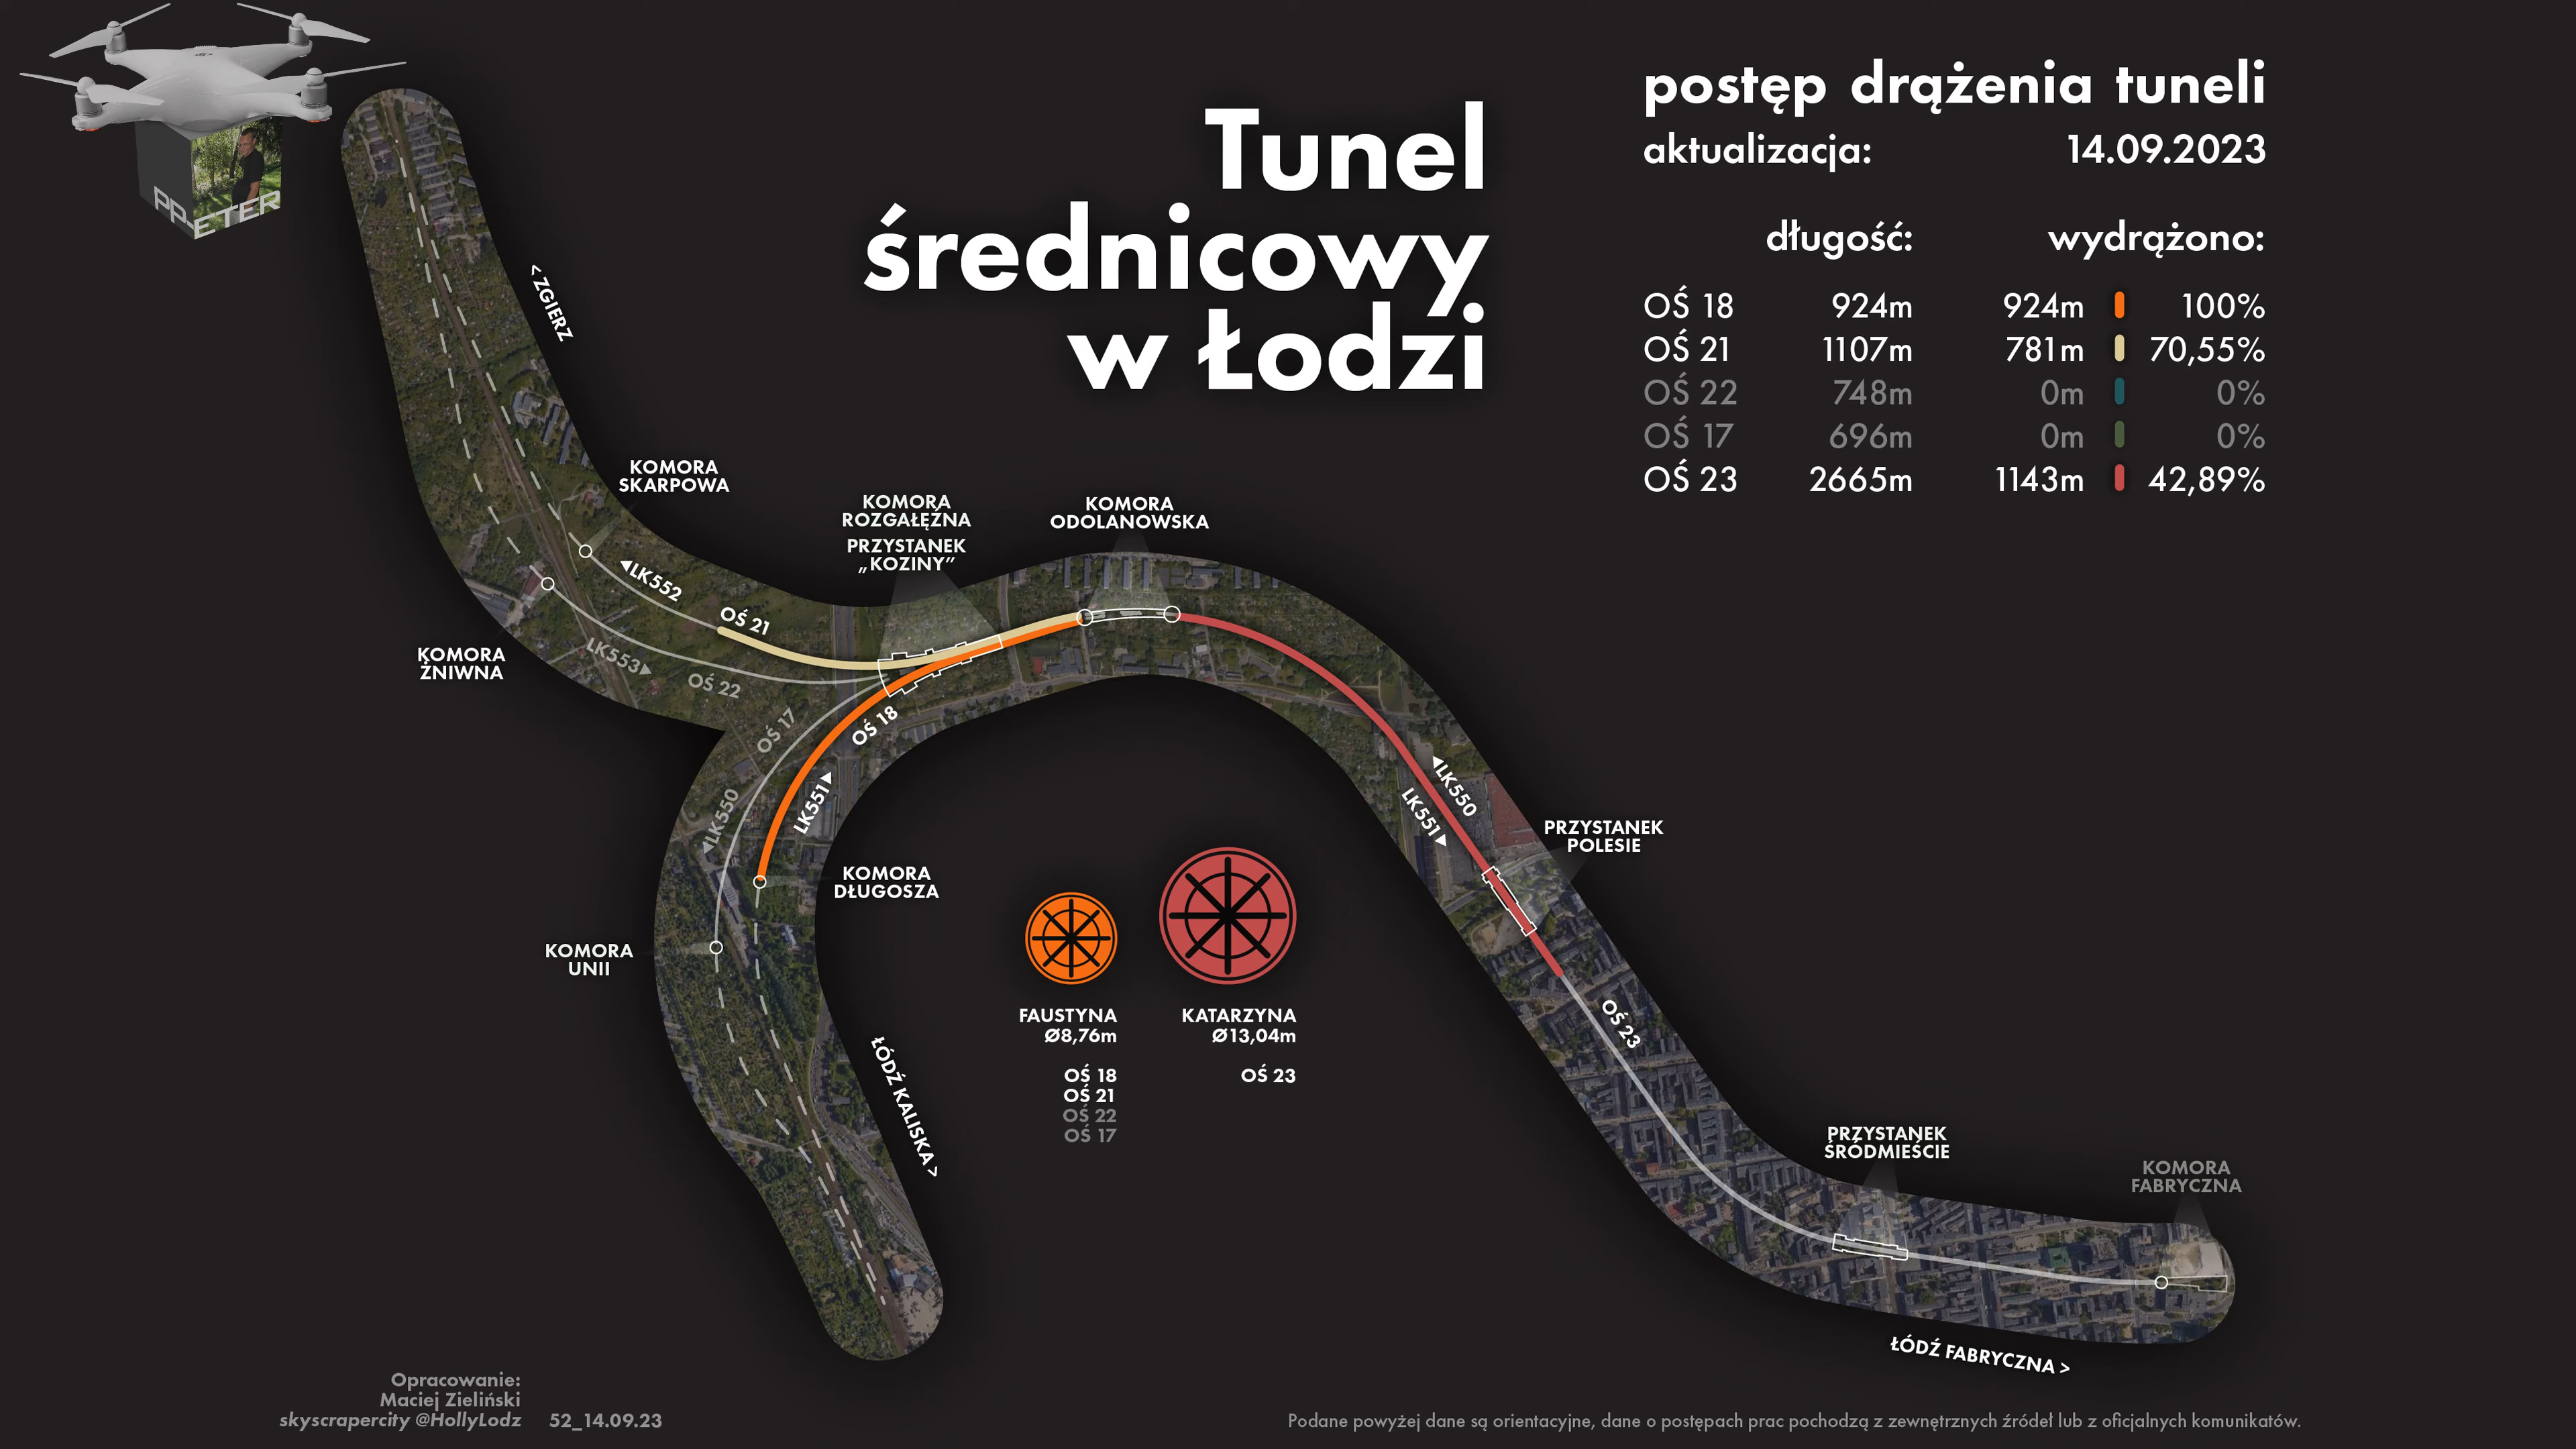 PP-ETER
Tunel
średnicowy
w Łodzi
postęp drążenia tuneli
aktualizacja: 14.09.2023
długość: wydrążono:
OŚ 18 924m 924m 100%
OŚ 21 1107m 781m 70,55%
OŚ 22 748m 0m 0%
OŚ 17 696m 0m 0%
OŚ 23 2665m 1143m 42,89%
< ZGIERZ
KOMORA
SKARPOWA
KOMORA
ROZGAŁĘŹNA
PRZYSTANEK
„KOZINY”
KOMORA
ODOLANOWSKA
◄LK552
OŚ 21
KOMORA
ŻNIWNA
LK553►
OŚ 22
OŚ 17
OŚ 18
◄LK550
LK551►
◄LK550
LK551►
PRZYSTANEK
POLESIE
KOMORA
DŁUGOSZA
KOMORA
UNII
FAUSTYNA
Ø8,76m
OŚ 18
OŚ 21
OŚ 22
OŚ 17
KATARZYNA
Ø13,04m
OŚ 23
OŚ 23
ŁÓDŹ KALISKA >
PRZYSTANEK
ŚRÓDMIEŚCIE
KOMORA
FABRYCZNA
ŁÓDŹ FABRYCZNA >
Opracowanie:
Maciej Zieliński
skyscrapercity @HollyLodz 52_14.09.23
Podane powyżej dane są orientacyjne, dane o postępach prac pochodzą z zewnętrznych źródeł lub z oficjalnych komunikatów.